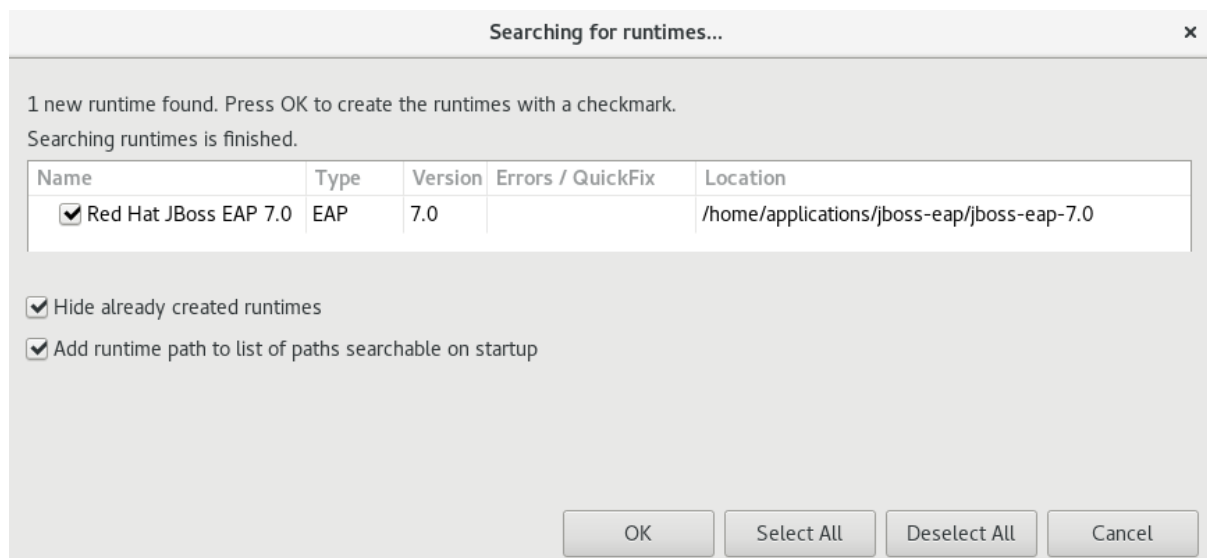 Searching for runtimes...
1 new runtime found. Press OK to create the runtimes with a checkmark.
Searching runtimes is finished.
Name Type Version Errors / QuickFix Location
Red Hat JBoss EAP 7.0 EAP 7.0 /home/applications/jboss-eap/jboss-eap-7.0
Hide already created runtimes
Add runtime path to list of paths searchable on startup
OK Select All Deselect All Cancel